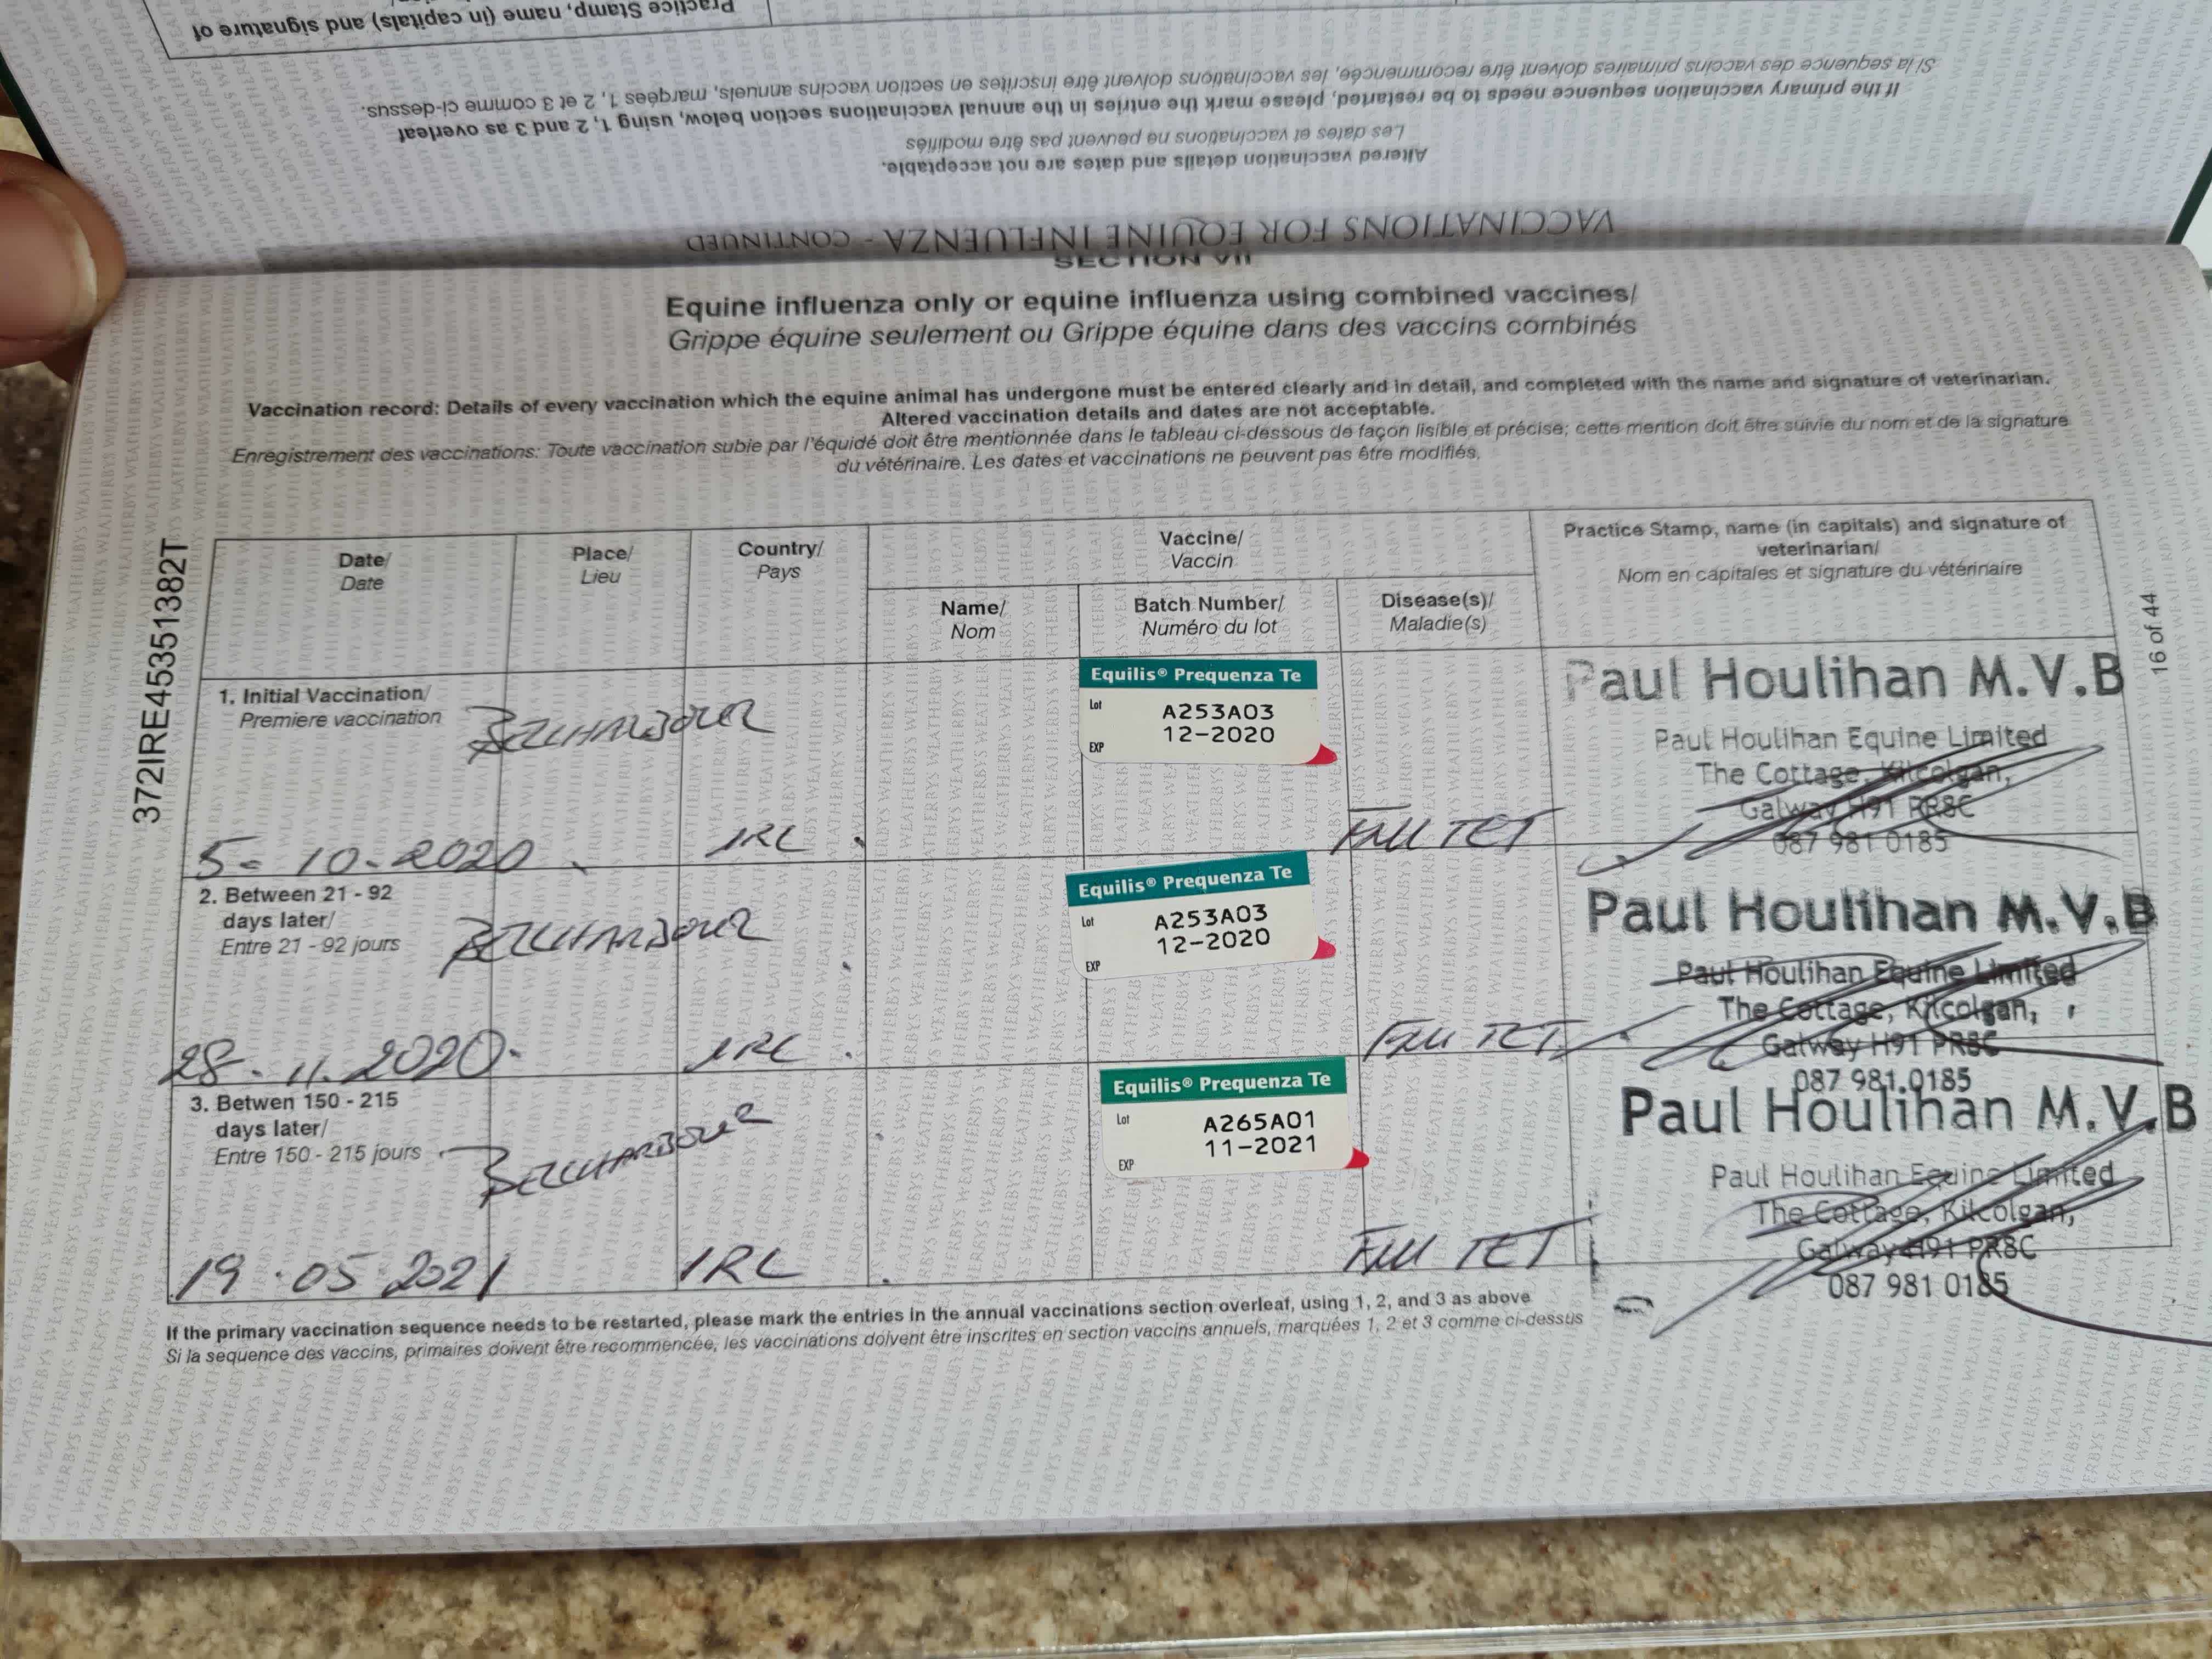 Practice Stamp, name (in capitals) and signature of
Si la sequence des vaccins primaires doivent être recommencée, les vaccinations doivent être inscrites en section vaccins annuels, marqées 1, 2 et 3 comme ci-dessus.
If the primary vaccination sequence needs to be restarted, please mark the entries in the annual vaccinations section below, using 1, 2 and 3 as overleaf
Les dates et vaccinations ne peuvent pas être modifiés
Altered vaccination details and dates are not acceptable.
VACCINATIONS FOR EQUINE INFLUENZA - CONTINUED
SECTION VII
Equine influenza only or equine influenza using combined vaccines/
Grippe équine seulement ou Grippe équine dans des vaccins combinés
Vaccination record: Details of every vaccination which the equine animal has undergone must be entered clearly and in detail, and completed with the name and signature of veterinarian.
Altered vaccination details and dates are not acceptable.
Enregistrement des vaccinations: Toute vaccination subie par l'équidé doit être mentionnée dans le tableau ci-dessous de façon lisible et précise; cette mention doit être suivie du nom et de la signature
du vétérinaire. Les dates et vaccinations ne peuvent pas être modifiés.
372IRE453513821T
16 of 44
Date/
Date
Place/
Lieu
Country/
Pays
Vaccine/
Vaccin
Name/
Nom
Batch Number/
Numéro du lot
Disease(s)/
Maladie(s)
Practice Stamp, name (in capitals) and signature of
veterinarian/
Nom en capitales et signature du vétérinaire
1. Initial Vaccination/
Premiere vaccination
BELLHARBOUR
5-10-2020
IRL
Equilis® Prequenza Te
Lot A253A03
12-2020
EXP
FLU TET
Paul Houlihan M.V.B
Paul Houlihan Equine Limited
The Cottage, Kilcolgan,
Galway H91 PR8C
087 981 0185
2. Between 21 - 92
days later/
Entre 21 - 92 jours
BELLHARBOUR
28.11.2020
IRL
Equilis® Prequenza Te
Lot A253A03
12-2020
EXP
FLU TET
Paul Houlihan M.V.B
Paul Houlihan Equine Limited
The Cottage, Kilcolgan,
Galway H91 PR8C
087 981 0185
3. Betwen 150 - 215
days later/
Entre 150 - 215 jours
BELLHARBOUR
19.05 2021
IRL
Equilis® Prequenza Te
Lot A265A01
11-2021
EXP
FLU TET
Paul Houlihan M.V.B
Paul Houlihan Equine Limited
The Cottage, Kilcolgan,
Galway H91 PR8C
087 981 0185
If the primary vaccination sequence needs to be restarted, please mark the entries in the annual vaccinations section overleaf, using 1, 2, and 3 as above
Si la sequence des vaccins, primaires doivent être recommencée, les vaccinations doivent être inscrites en section vaccins annuels, marquées 1, 2 et 3 comme ci-dessus